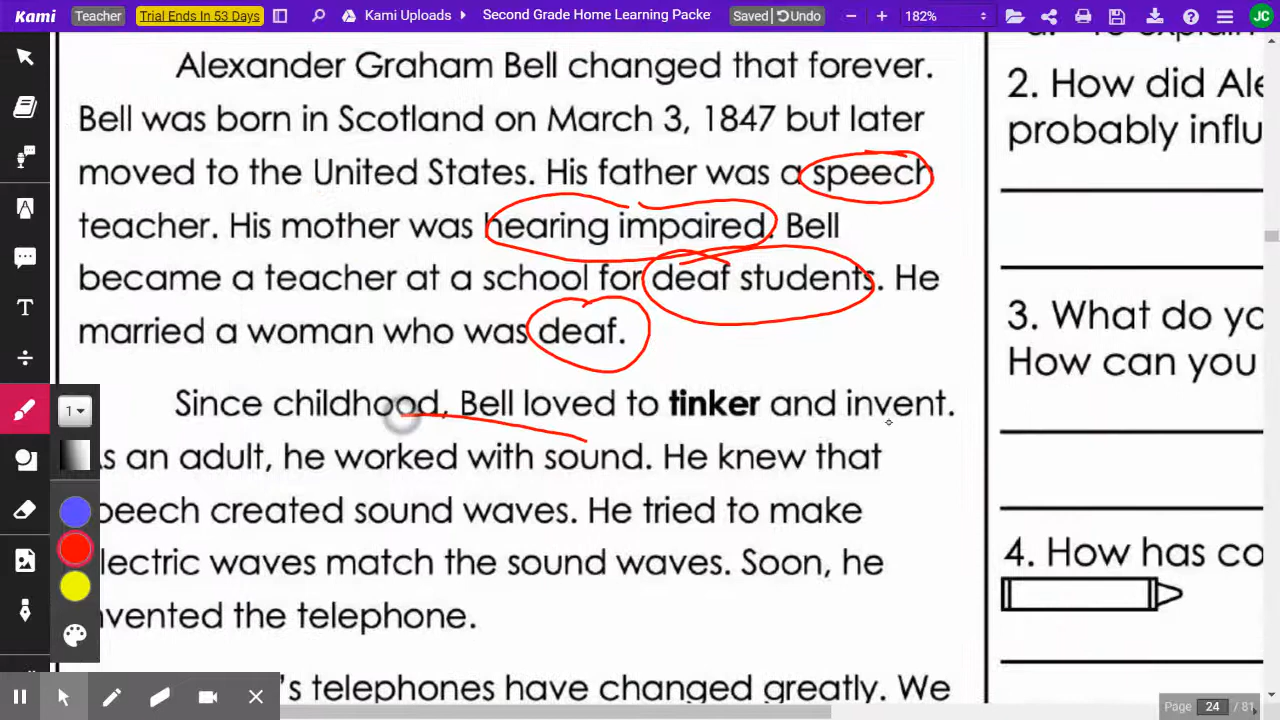 Kami Teacher Trial Ends In 53 Days Kami Uploads > Second Grade Home Learning Packe Saved Undo 182% JC
Alexander Graham Bell changed that forever.
Bell was born in Scotland on March 3, 1847 but later
moved to the United States. His father was a speech
teacher. His mother was hearing impaired. Bell
became a teacher at a school for deaf students. He
married a woman who was deaf.
Since childhood, Bell loved to tinker and invent.
As an adult, he worked with sound. He knew that
speech created sound waves. He tried to make
electric waves match the sound waves. Soon, he
invented the telephone.
's telephones have changed greatly. We
2. How did Ale
probably influ
3. What do yo
How can you
4. How has co
1
Page 24 / 81